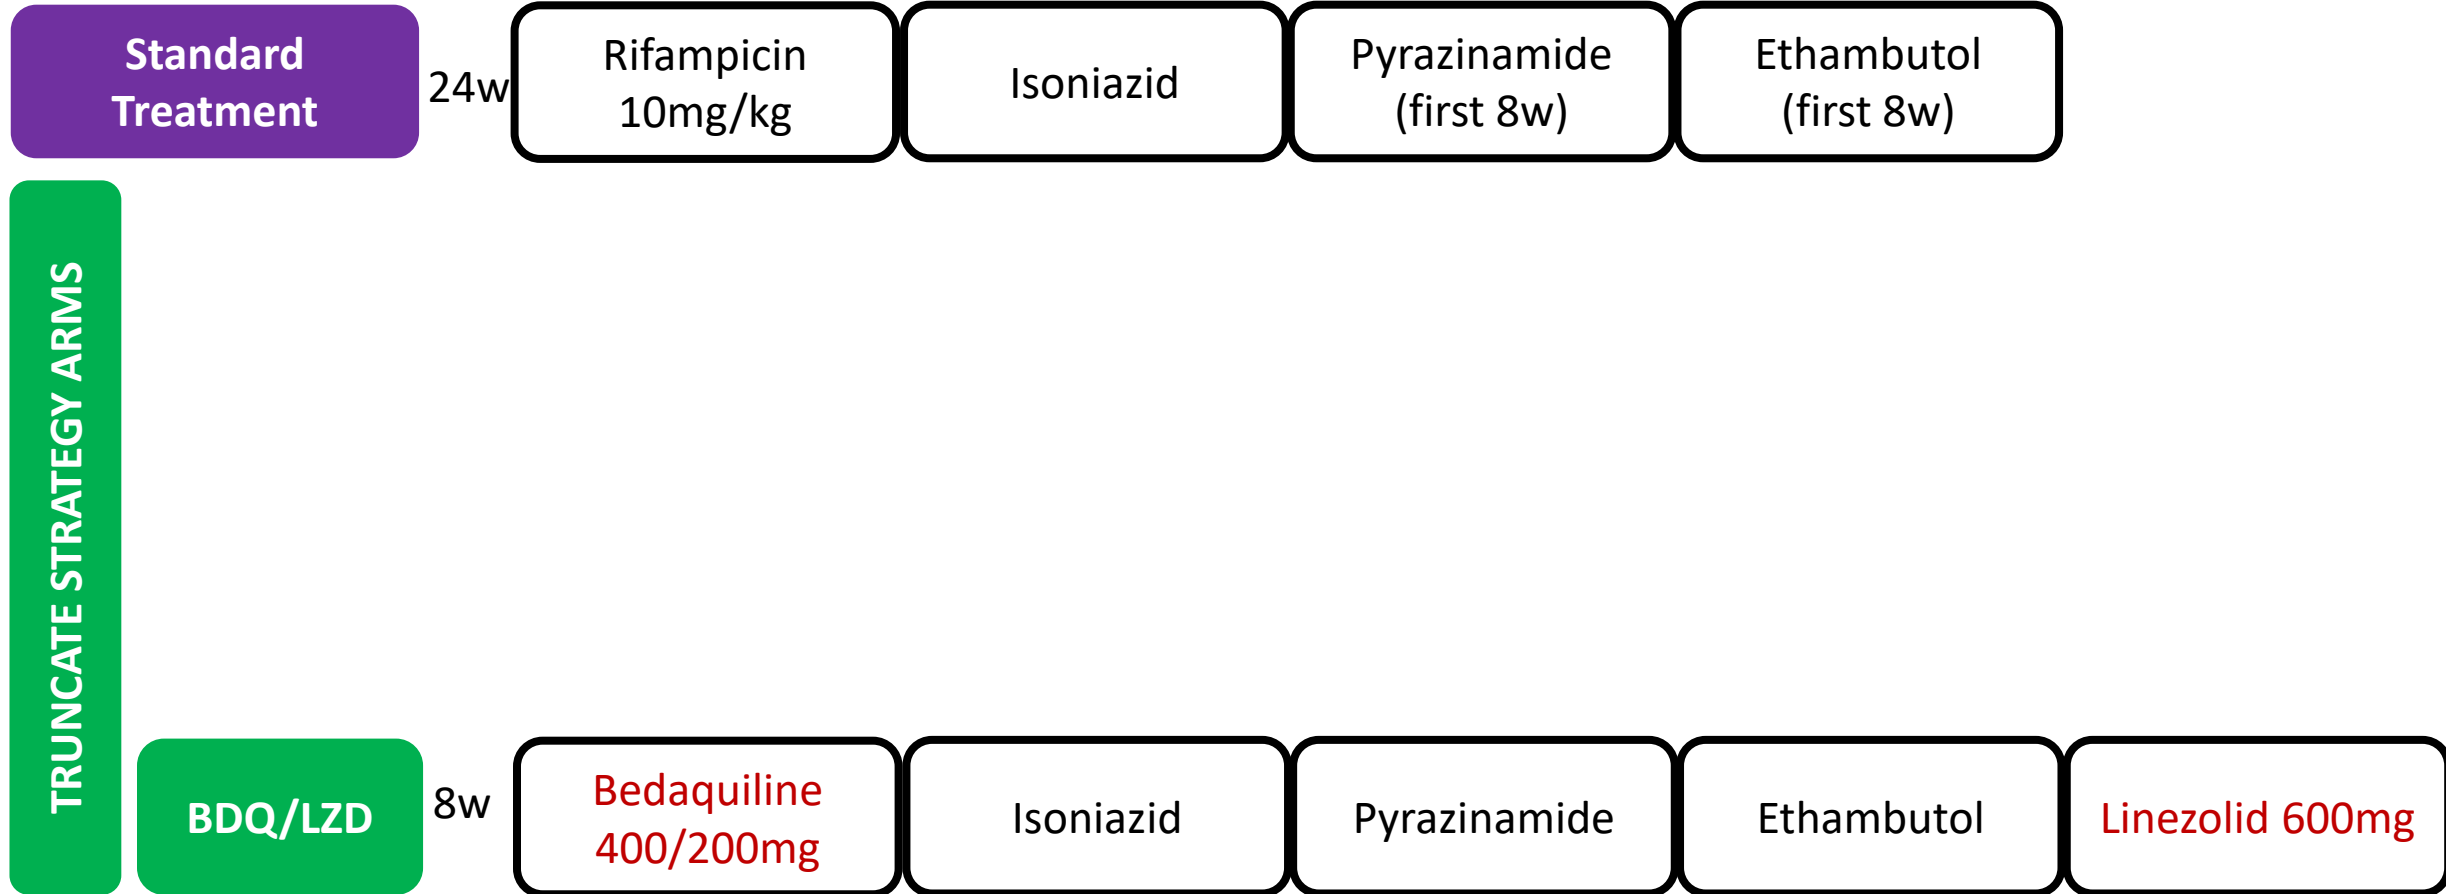 Standard
Treatment
24w
Rifampicin
10mg/kg
Isoniazid
Pyrazinamide
(first 8w)
Ethambutol
(first 8w)
TRUNCATE STRATEGY ARMS
BDQ/LZD
8w
Bedaquiline
400/200mg
Isoniazid
Pyrazinamide
Ethambutol
Linezolid 600mg